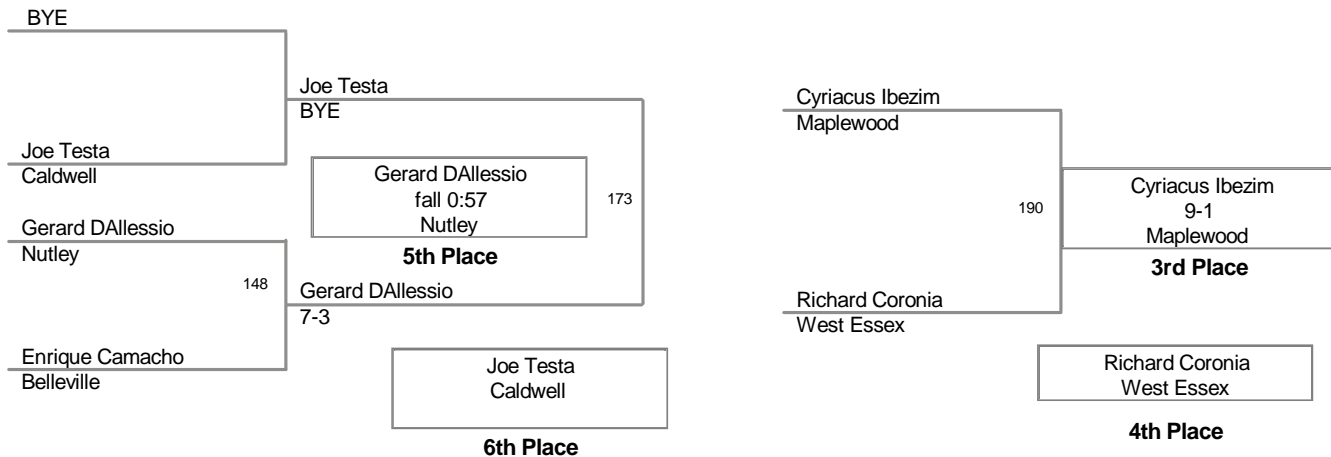 BYE
Joe Testa
BYE
Joe Testa
Caldwell
Gerard DAllessio
fall 0:57
Nutley
5th Place
173
Gerard DAllessio
Nutley
148
Gerard DAllessio
7-3
Enrique Camacho
Belleville
Joe Testa
Caldwell
6th Place
Cyriacus Ibezim
Maplewood
190
Cyriacus Ibezim
9-1
Maplewood
3rd Place
Richard Coronia
West Essex
Richard Coronia
West Essex
4th Place